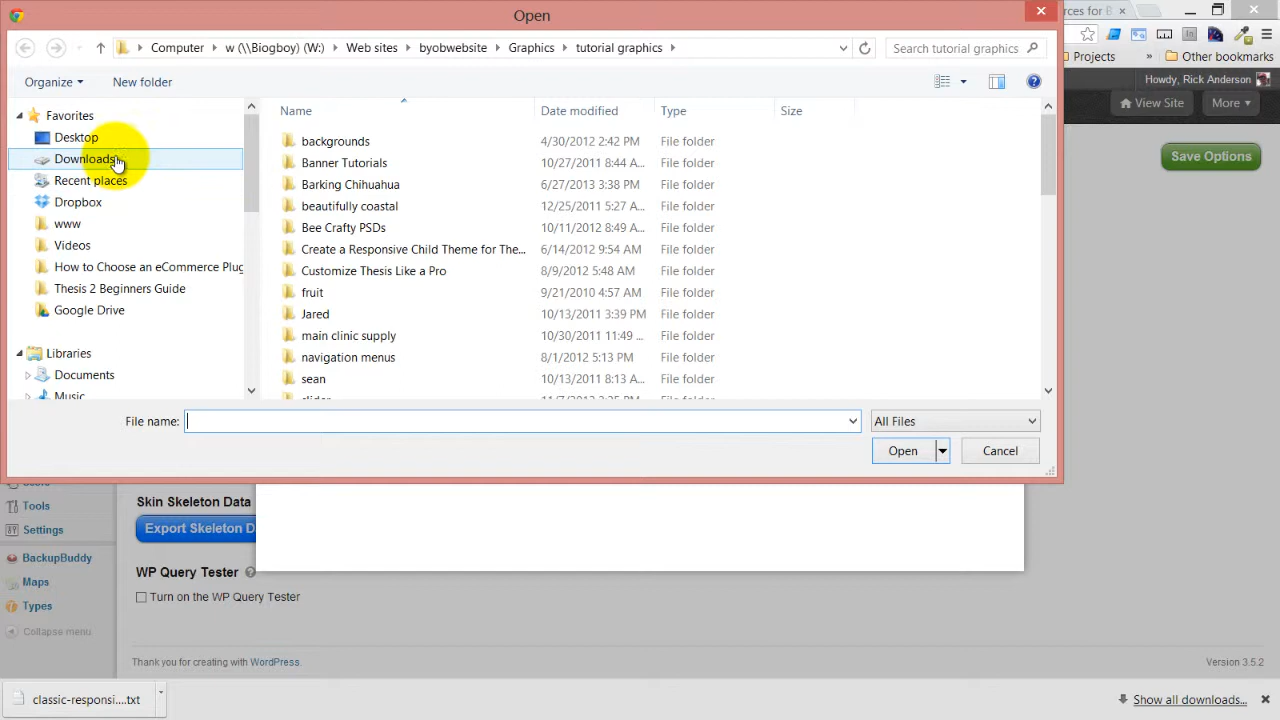 Open
rces for B
Computer
w (\\Biogboy) (W:)
Web sites
byobwebsite
Graphics
tutorial graphics
Search tutorial graphics
Projects
»
Other bookmarks
Organize
New folder
Howdy, Rick Anderson
View Site
More
Save Options
Favorites
Desktop
Downloads
Recent places
Dropbox
www
Videos
How to Choose an eCommerce Plug
Thesis 2 Beginners Guide
Google Drive
Libraries
Documents
Music
Name Date modified Type Size
backgrounds 4/30/2012 2:42 PM File folder
Banner Tutorials 10/27/2011 8:44 A... File folder
Barking Chihuahua 6/27/2013 3:38 PM File folder
beautifully coastal 12/25/2011 5:27 A... File folder
Bee Crafty PSDs 10/11/2012 8:49 A... File folder
Create a Responsive Child Theme for The... 6/14/2012 9:54 AM File folder
Customize Thesis Like a Pro 8/9/2012 5:48 AM File folder
fruit 9/21/2010 4:57 AM File folder
Jared 10/13/2011 3:39 PM File folder
main clinic supply 10/30/2011 11:49 ... File folder
navigation menus 8/1/2012 5:13 PM File folder
sean 10/13/2011 8:13 A... File folder
File name:
All Files
Open
Cancel
Tools
Settings
BackupBuddy
Maps
Types
Collapse menu
Skin Skeleton Data
Export Skeleton D
WP Query Tester
Turn on the WP Query Tester
Thank you for creating with WordPress.
Version 3.5.2
classic-responsi....txt
Show all downloads...